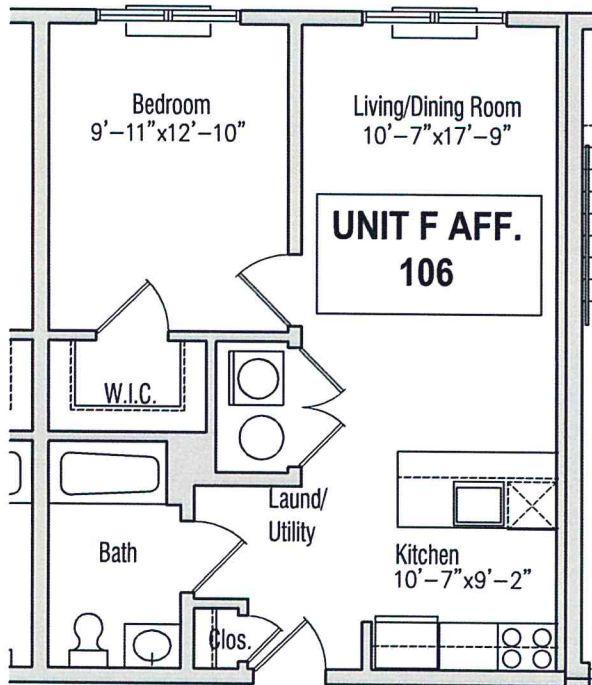 Bedroom
9'-11"x12'-10"
Living/Dining Room
10'-7"x17'-9"
UNIT F AFF.
106
W.I.C.
Laund/
Utility
Bath
Kitchen
10'-7"x9'-2"
Clos.